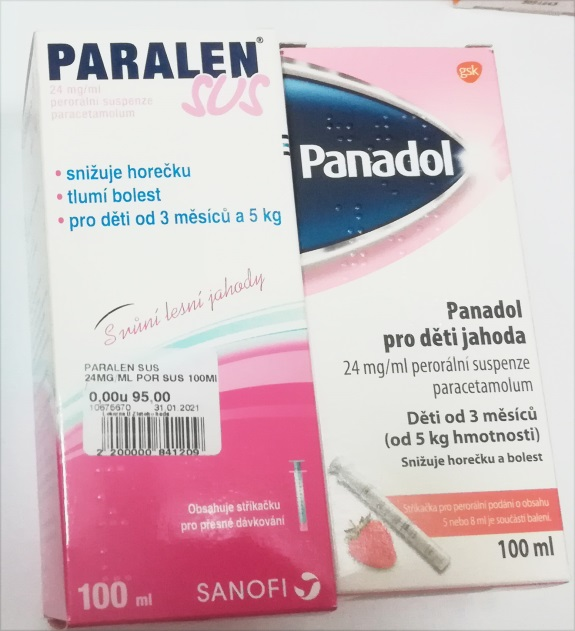 PARALEN®
SUS
24 mg/ml
perorální suspenze
paracetamolum
• snižuje horečku
• tlumí bolest
• pro děti od 3 měsíců a 5 kg
S vůní lesní jahody
PARALEN SUS
24MG/ML POR SUS 100Ml
0,00u 95,00
10676670 31.01.2021
2 200000 841209
Obsahuje stříkačku
pro přesné dávkování
100 ml
SANOFI
gsk
Panadol
Panadol
pro děti jahoda
24 mg/ml perorální suspenze
paracetamolum
Děti od 3 měsíců
(od 5 kg hmotnosti)
Snižuje horečku a bolest
Stříkačka pro perorální podání o obsahu
5 nebo 8 ml je součástí balení.
100 ml